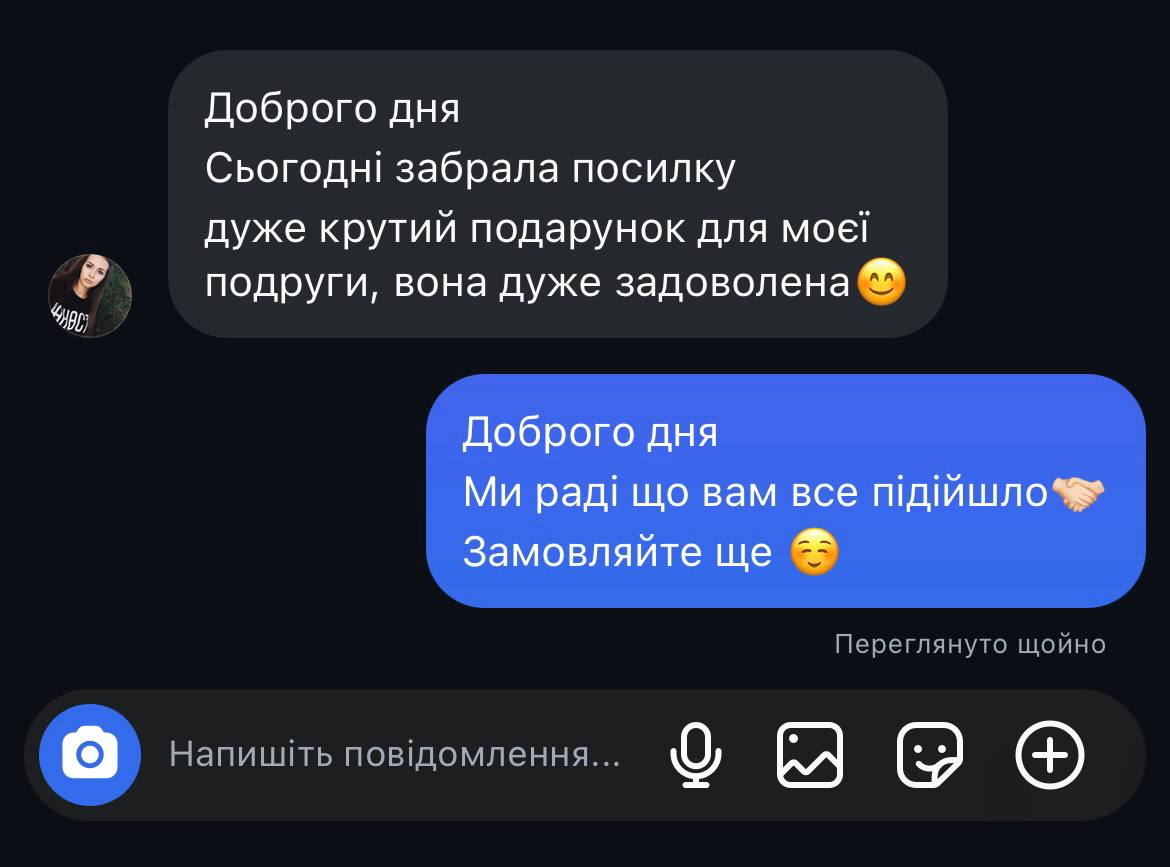 Доброго дня
Сьогодні забрала посилку
дуже крутий подарунок для моєї
подруги, вона дуже задоволена😊
Доброго дня
Ми раді що вам все підійшло🤝🏻
Замовляйте ще ☺️
Переглянуто щойно
Напишіть повідомлення...